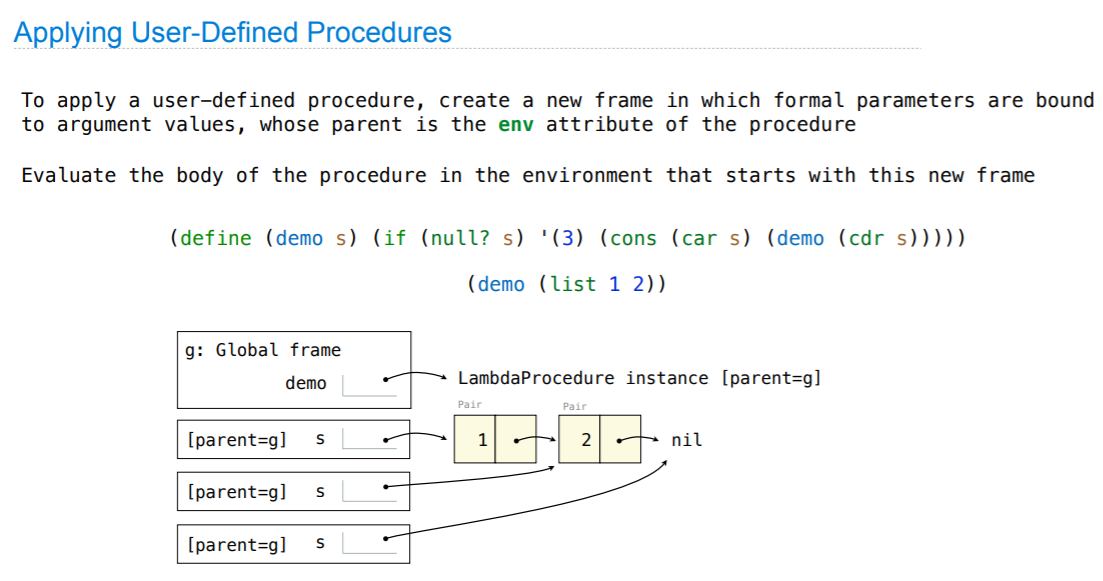 Applying User-Defined Procedures
To apply a user-defined procedure, create a new frame in which formal parameters are bound
to argument values, whose parent is the env attribute of the procedure
Evaluate the body of the procedure in the environment that starts with this new frame
(define (demo s) (if (null? s) '(3) (cons (car s) (demo (cdr s)))))
(demo (list 1 2))
g: Global frame
demo
LambdaProcedure instance [parent=g]
Pair
Pair
[parent=g] s
1
2
nil
[parent=g] s
[parent=g] s